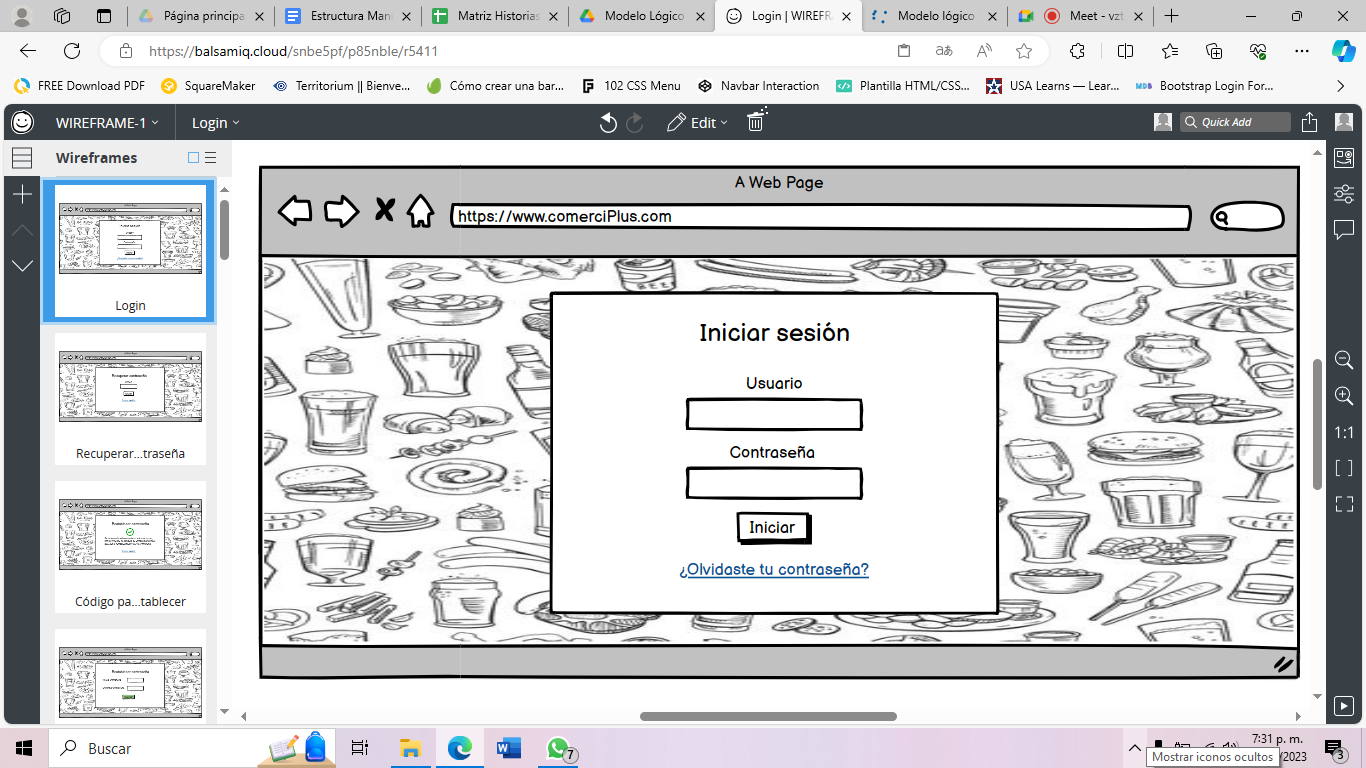 Página principa
Estructura Man
Matriz Historias
Modelo Lógico
Login | WIREFR
Modelo lógico
Meet - vzt
https://balsamiq.cloud/snbe5pf/p85nble/r5411
FREE Download PDF
SquareMaker
Territorium || Bienve...
Cómo crear una bar...
102 CSS Menu
Navbar Interaction
Plantilla HTML/CSS...
USA Learns — Lear...
MDB Bootstrap Login For...
WIREFRAME-1
Login
Edit
Quick Add
Wireframes
Login
Recuperar...traseña
Código pa...tablecer
1:1
A Web Page
https://www.comerciPlus.com
Iniciar sesión
Usuario
Contraseña
Iniciar
¿Olvidaste tu contraseña?
Buscar
7
7:31 p. m.
/2023
Mostrar iconos ocultos
3